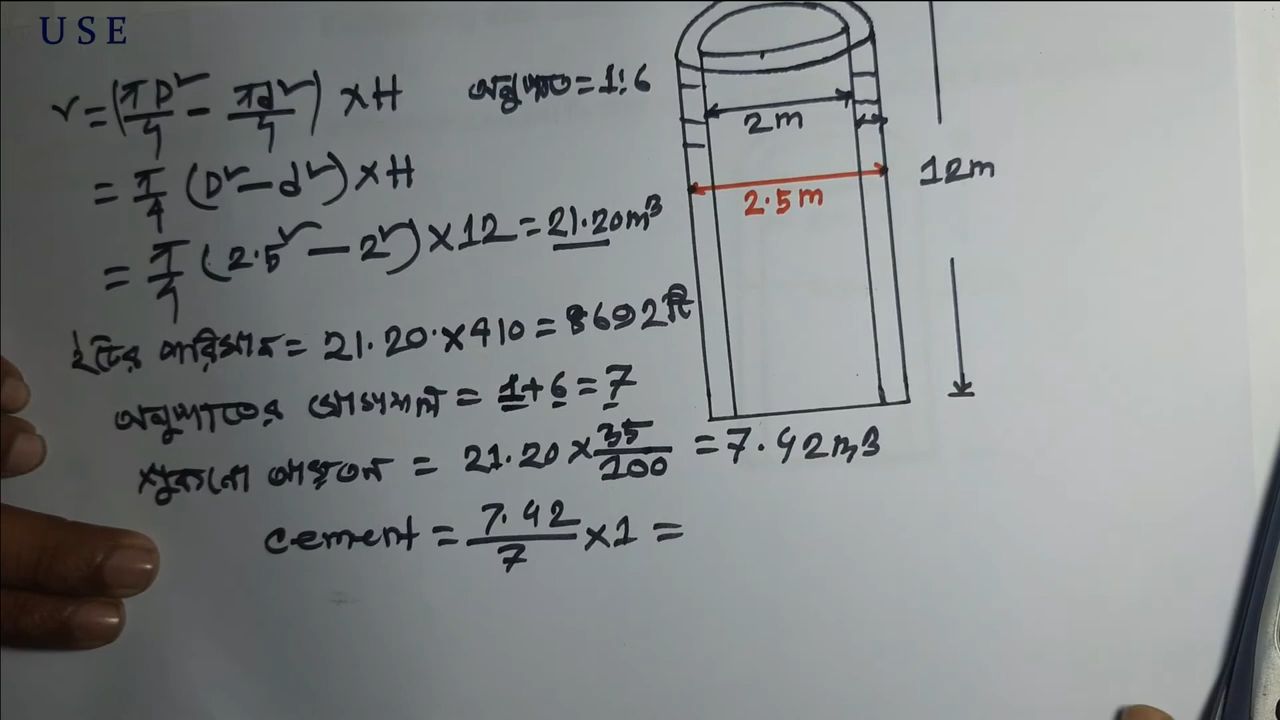 USE
V = (πD²/4 - πd²/4) × H
অনুপাত = 1:6
= π/4 (D² - d²) × H
= π/4 (2.5² - 2²) × 12 = 21.20m³
2m
2.5m
12m
ইটের পরিমান = 21.20 × 410 = 8692 টি
অনুপাতের যোগফল = 1+6 = 7
শুকনো আয়তন = 21.20 × 35/100 = 7.42m3
cement = 7.42/7 × 1 =